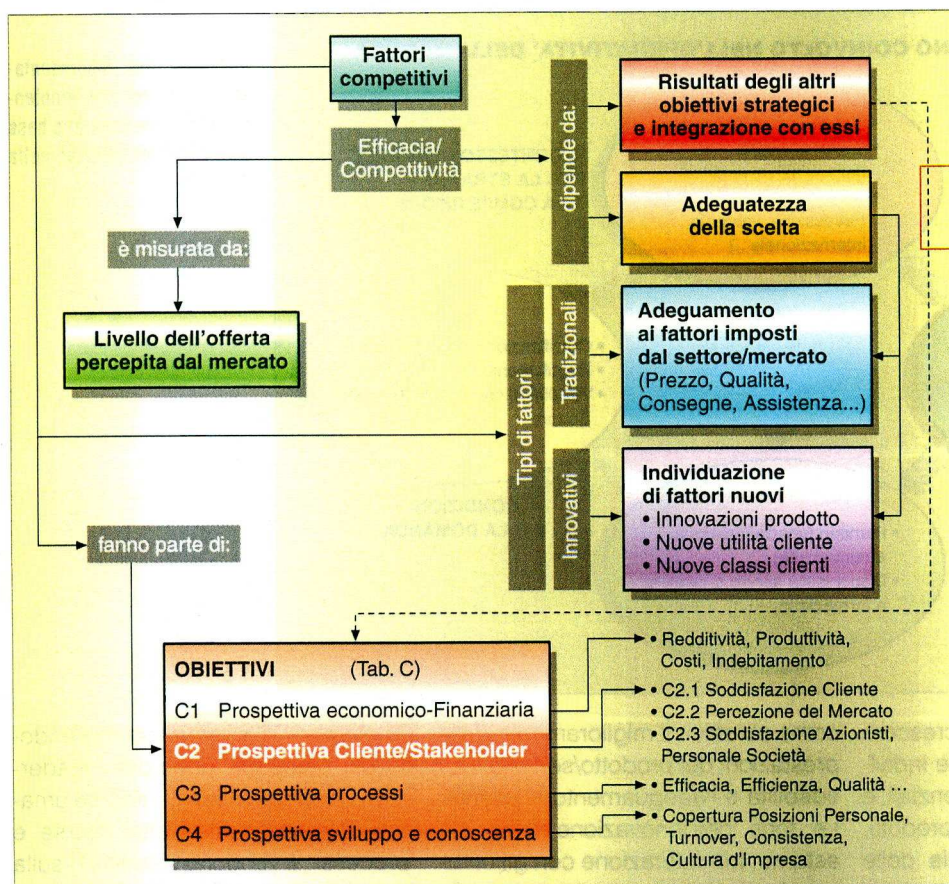 Fattori
competitivi
Efficacia/
Competitività
è misurata da:
Livello dell'offerta
percepita dal mercato
dipende da:
Risultati degli altri
obiettivi strategici
e integrazione con essi
Adeguatezza
della scelta
Tipi di fattori
Tradizionali
Adeguamento
ai fattori imposti
dal settore/mercato
(Prezzo, Qualità,
Consegne, Assistenza...)
Innovativi
Individuazione
di fattori nuovi
• Innovazioni prodotto
• Nuove utilità cliente
• Nuove classi clienti
fanno parte di:
OBIETTIVI (Tab. C)
C1 Prospettiva economico-Finanziaria
C2 Prospettiva Cliente/Stakeholder
C3 Prospettiva processi
C4 Prospettiva sviluppo e conoscenza
• Redditività, Produttività,
Costi, Indebitamento
• C2.1 Soddisfazione Cliente
• C2.2 Percezione del Mercato
• C2.3 Soddisfazione Azionisti,
Personale Società
• Efficacia, Efficienza, Qualità ...
• Copertura Posizioni Personale,
Turnover, Consistenza,
Cultura d'Impresa